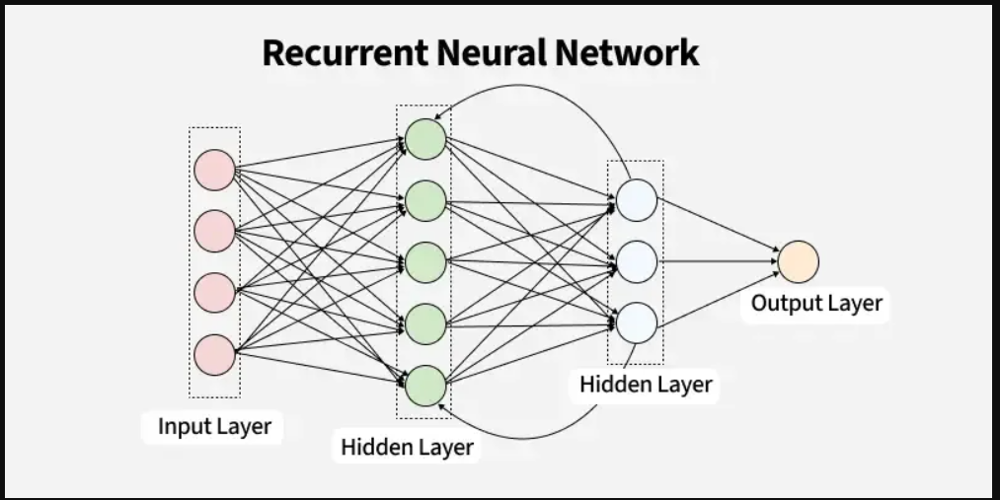 Recurrent Neural Network
Input Layer
Hidden Layer
Hidden Layer
Output Layer